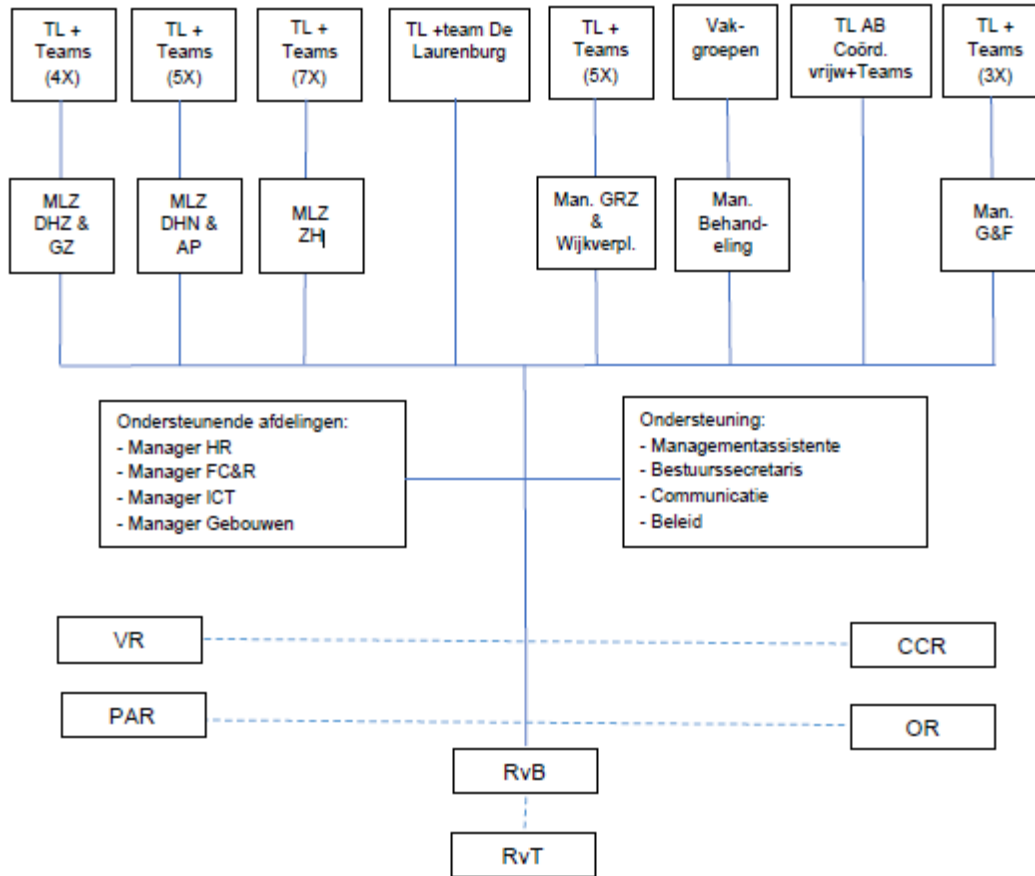 TL +
Teams
(4X)
TL +
Teams
(5X)
TL +
Teams
(7X)
TL +team De
Laurenburg
TL +
Teams
(5X)
Vak-
groepen
TL AB
Coörd.
vrijw+Teams
TL +
Teams
(3X)
MLZ
DHZ &
GZ
MLZ
DHN &
AP
MLZ
ZH
Man. GRZ
&
Wijkverpl.
Man.
Behand-
eling
Man.
G&F
Ondersteunende afdelingen:
- Manager HR
- Manager FC&R
- Manager ICT
- Manager Gebouwen
Ondersteuning:
- Managementassistente
- Bestuurssecretaris
- Communicatie
- Beleid
VR
CCR
PAR
OR
RvB
RvT